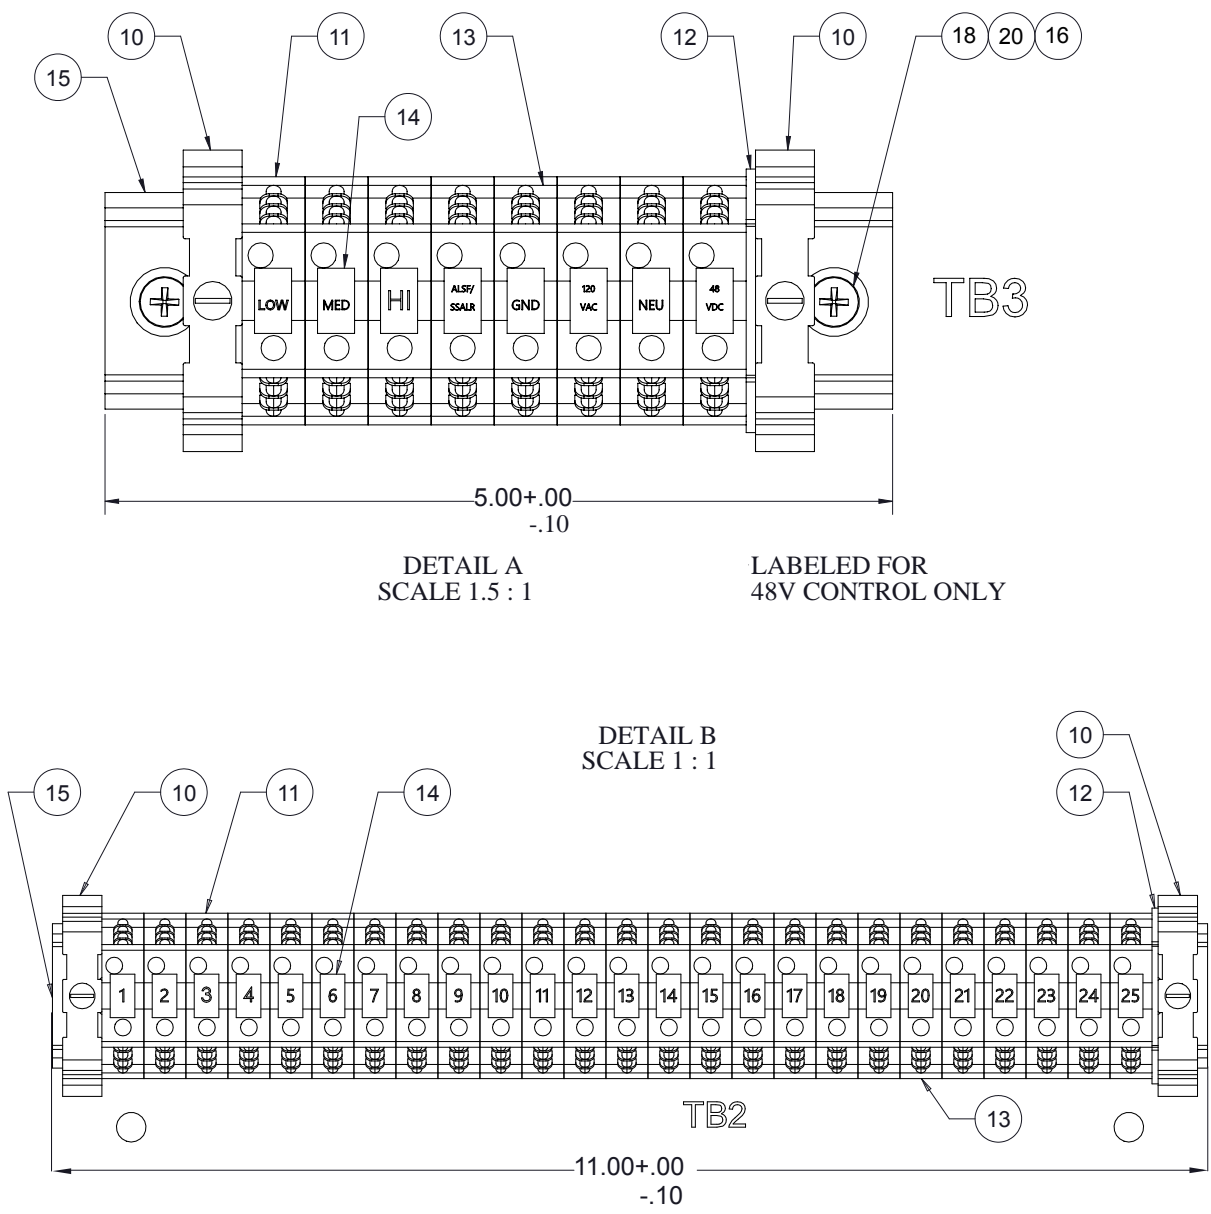 10 11 13 12 10 18 20 16
15
14
LOW MED HI ALSF/ SSALR GND 120 VAC NEU 48 VDC
TB3
5.00+.00
-.10
DETAIL A
SCALE 1.5 : 1
LABELED FOR
48V CONTROL ONLY
DETAIL B
SCALE 1 : 1
10
15 10 11 14 12
1 2 3 4 5 6 7 8 9 10 11 12 13 14 15 16 17 18 19 20 21 22 23 24 25
TB2
13
11.00+.00
-.10